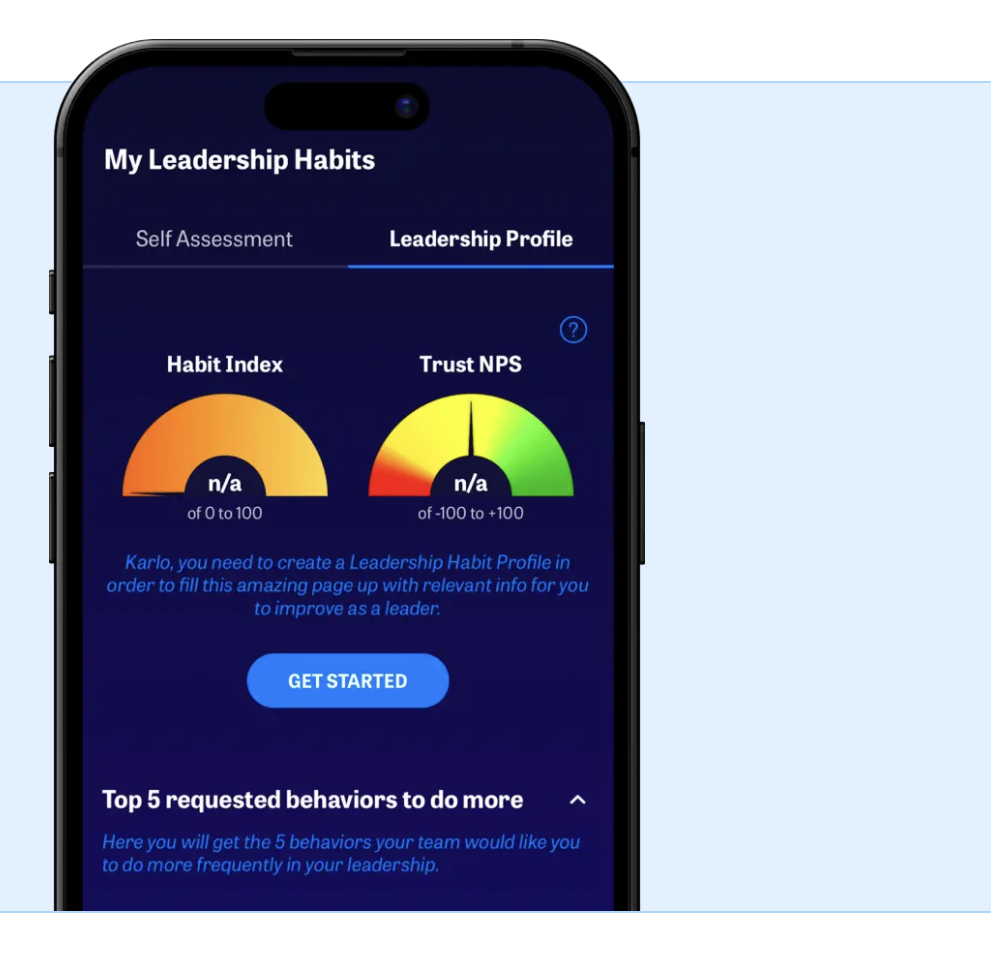 My Leadership Habits
Self Assessment
Leadership Profile
?
Habit Index
Trust NPS
n/a
n/a
of 0 to 100
of -100 to +100
Karlo, you need to create a Leadership Habit Profile in
order to fill this amazing page up with relevant info for you
to improve as a leader.
GET STARTED
Top 5 requested behaviors to do more
Here you will get the 5 behaviors your team would like you
to do more frequently in your leadership.